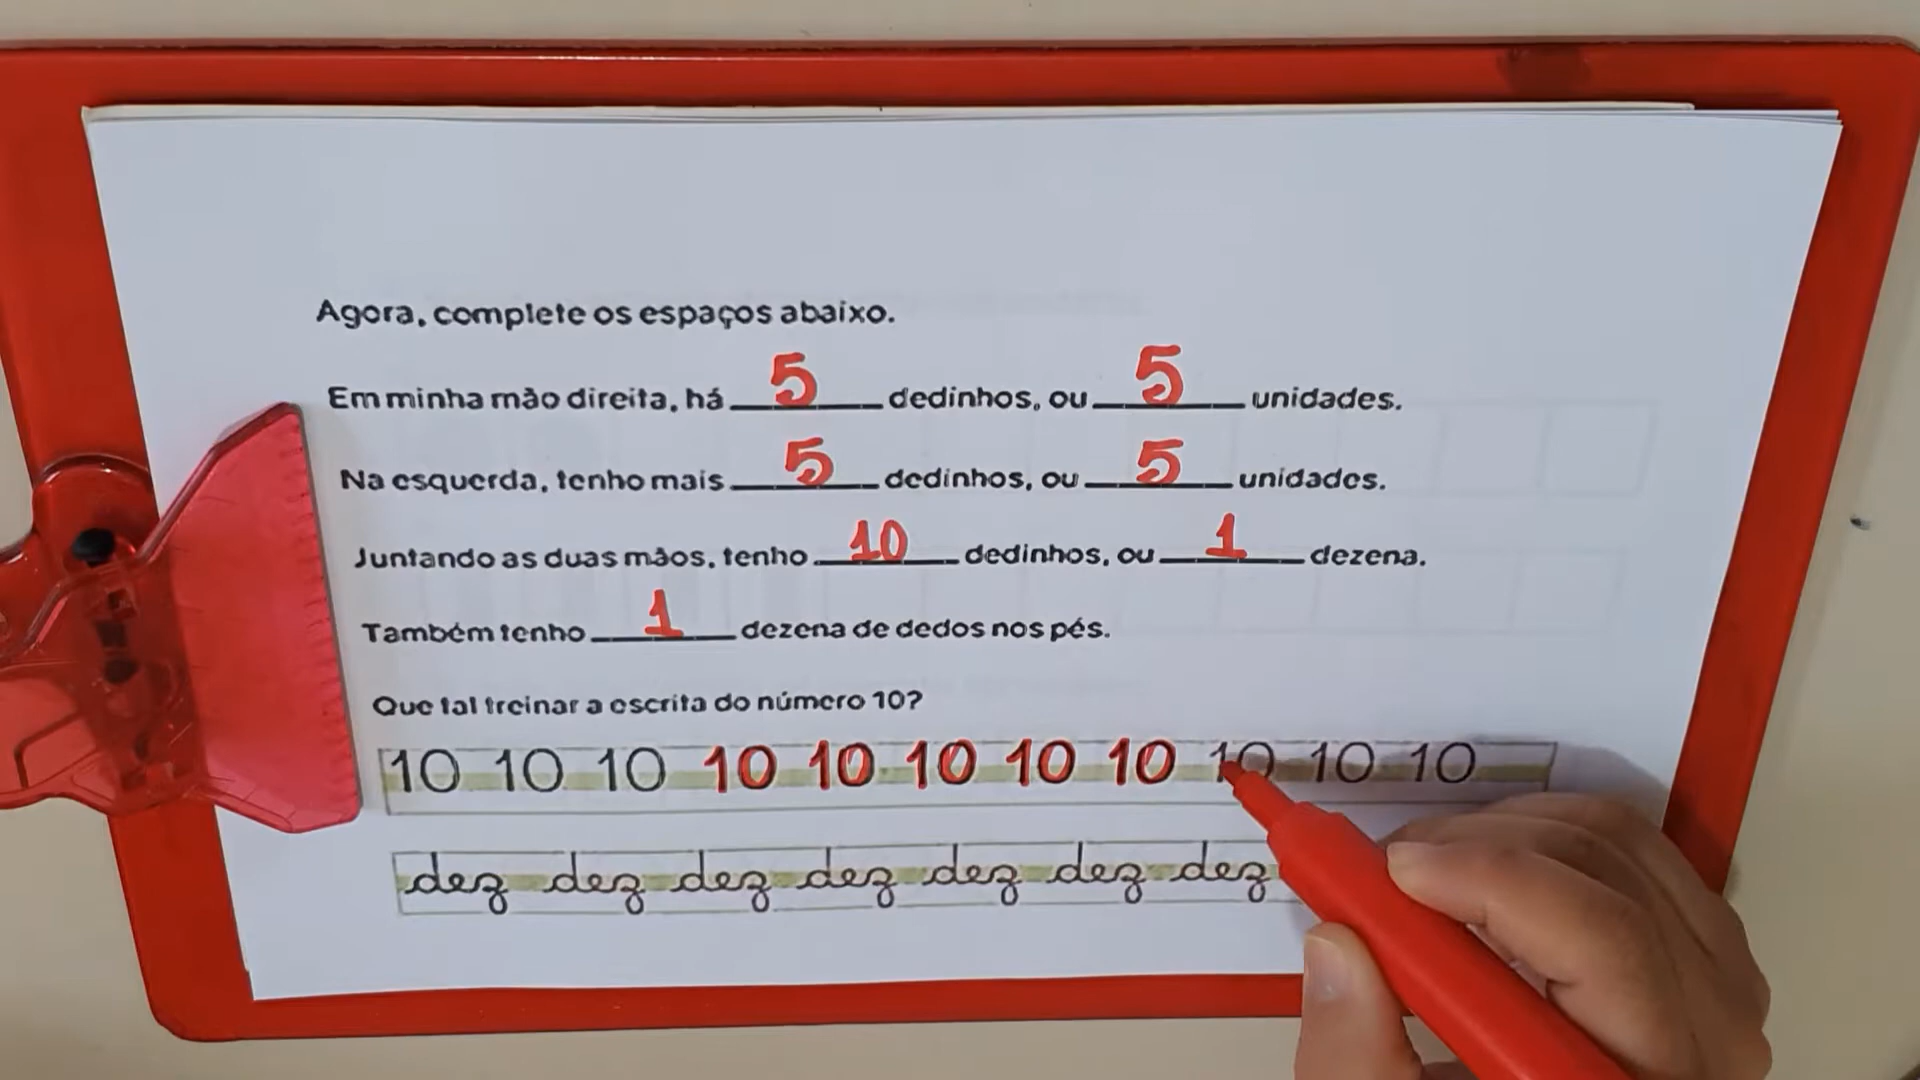 Agora, complete os espaços abaixo.
Em minha mão direita, há 5 dedinhos, ou 5 unidades.
Na esquerda, tenho mais 5 dedinhos, ou 5 unidades.
Juntando as duas mãos, tenho 10 dedinhos, ou 1 dezena.
Também tenho 1 dezena de dedos nos pés.
Que tal treinar a escrita do número 10?
10 10 10 10 10 10 10 10 10 10 10
dez dez dez dez dez dez dez